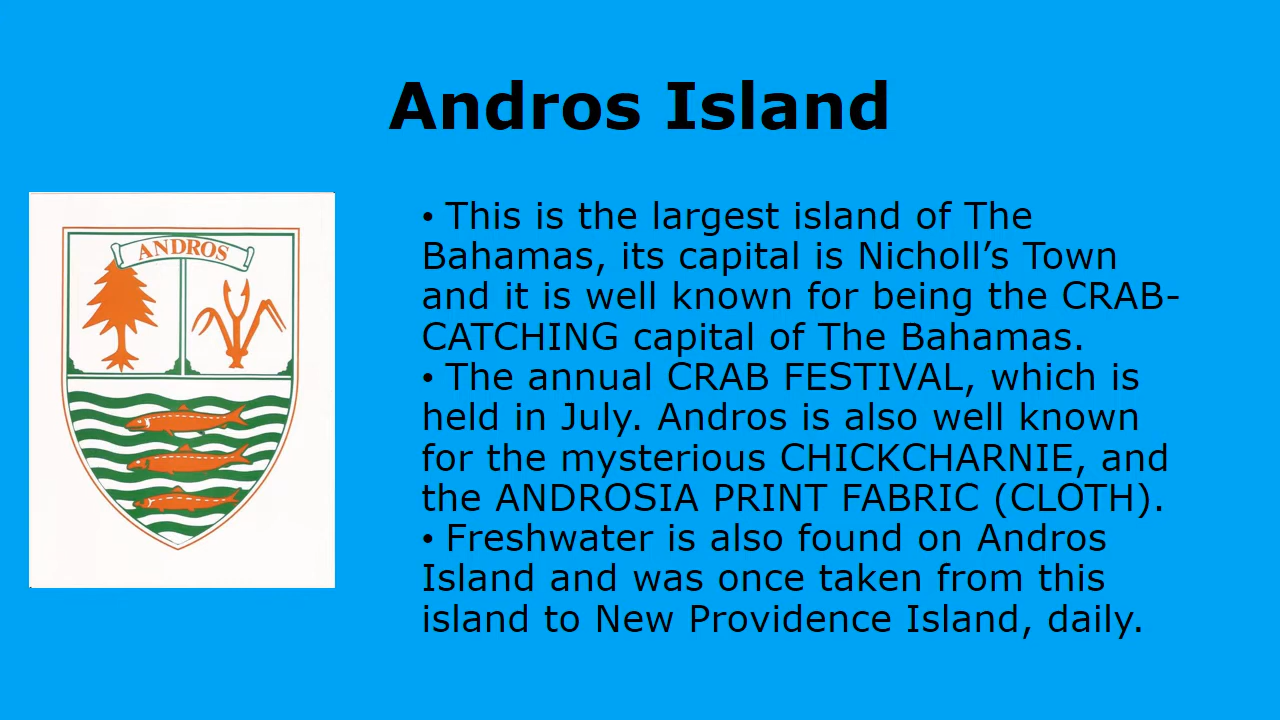 Andros Island
ANDROS
• This is the largest island of The
Bahamas, its capital is Nicholl’s Town
and it is well known for being the CRAB-
CATCHING capital of The Bahamas.
• The annual CRAB FESTIVAL, which is
held in July. Andros is also well known
for the mysterious CHICKCHARNIE, and
the ANDROSIA PRINT FABRIC (CLOTH).
• Freshwater is also found on Andros
Island and was once taken from this
island to New Providence Island, daily.